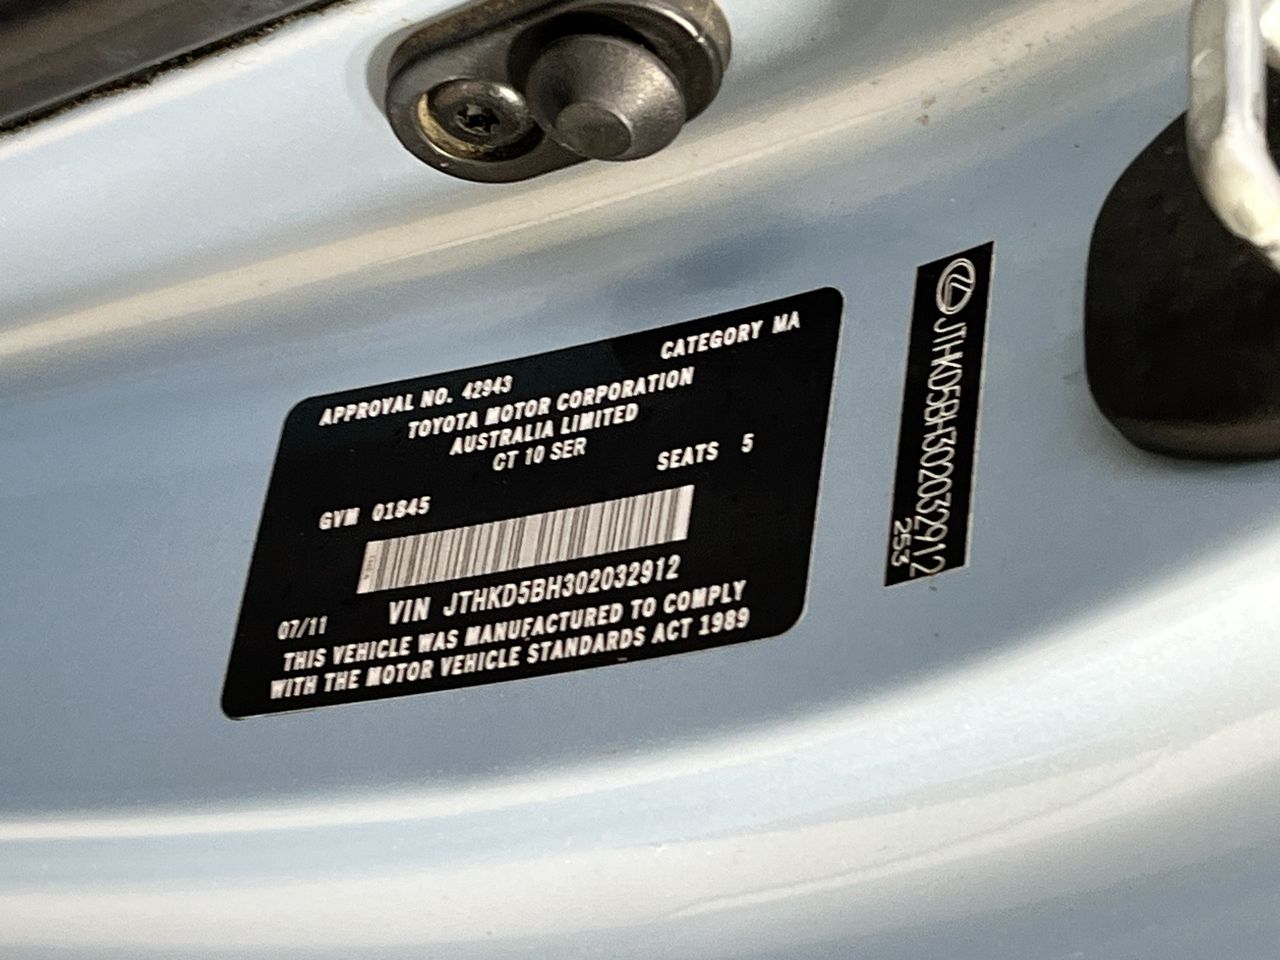 APPROVAL NO. 42943 CATEGORY MA
TOYOTA MOTOR CORPORATION
AUSTRALIA LIMITED
CT 10 SER
GVM 01845 SEATS 5
07/11 VIN JTHKD5BH302032912
THIS VEHICLE WAS MANUFACTURED TO COMPLY
WITH THE MOTOR VEHICLE STANDARDS ACT 1989
JTHKD5BH302032912
253